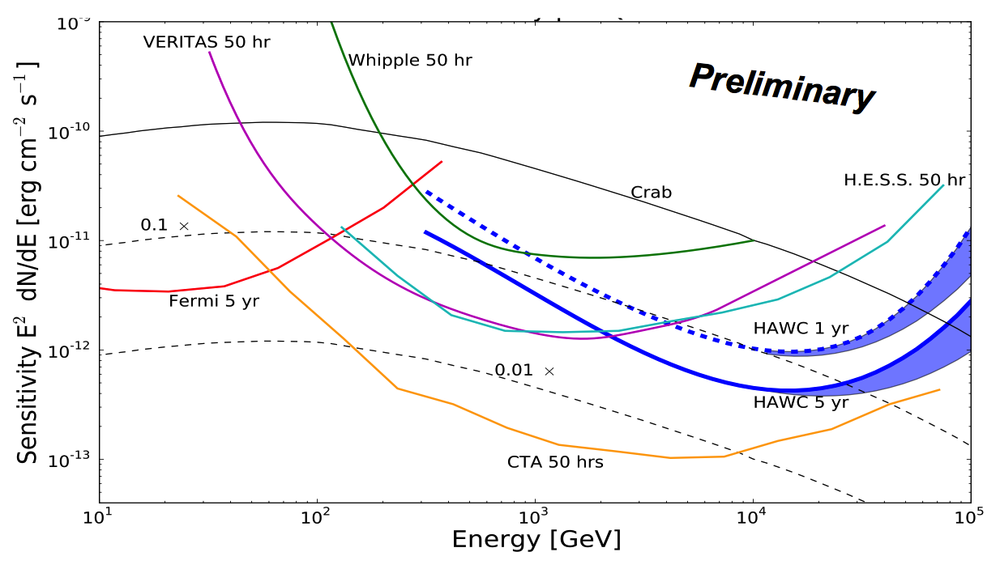 10⁻⁹
VERITAS 50 hr
Whipple 50 hr
Preliminary
10⁻¹⁰
H.E.S.S. 50 hr
Crab
0.1 ×
10⁻¹¹
Fermi 5 yr
HAWC 1 yr
10⁻¹²
0.01 ×
HAWC 5 yr
10⁻¹³
CTA 50 hrs
Sensitivity E² dN/dE [erg cm⁻² s⁻¹]
10¹ 10² 10³ 10⁴ 10⁵
Energy [GeV]